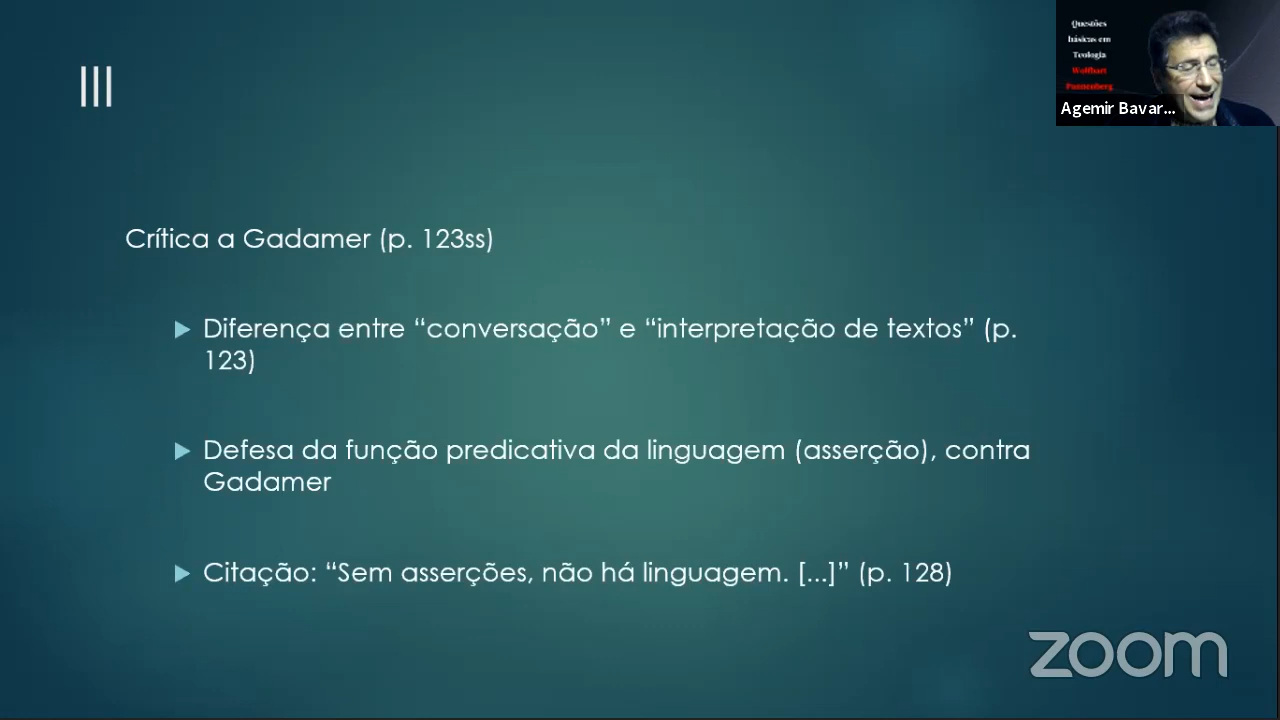 III
Questões
básicas em
Teologia
Wolfhart
Pannenberg
Agemir Bavar...
Crítica a Gadamer (p. 123ss)
Diferença entre “conversação” e “interpretação de textos” (p.
123)
Defesa da função predicativa da linguagem (asserção), contra
Gadamer
Citação: “Sem asserções, não há linguagem. [...]” (p. 128)
zoom